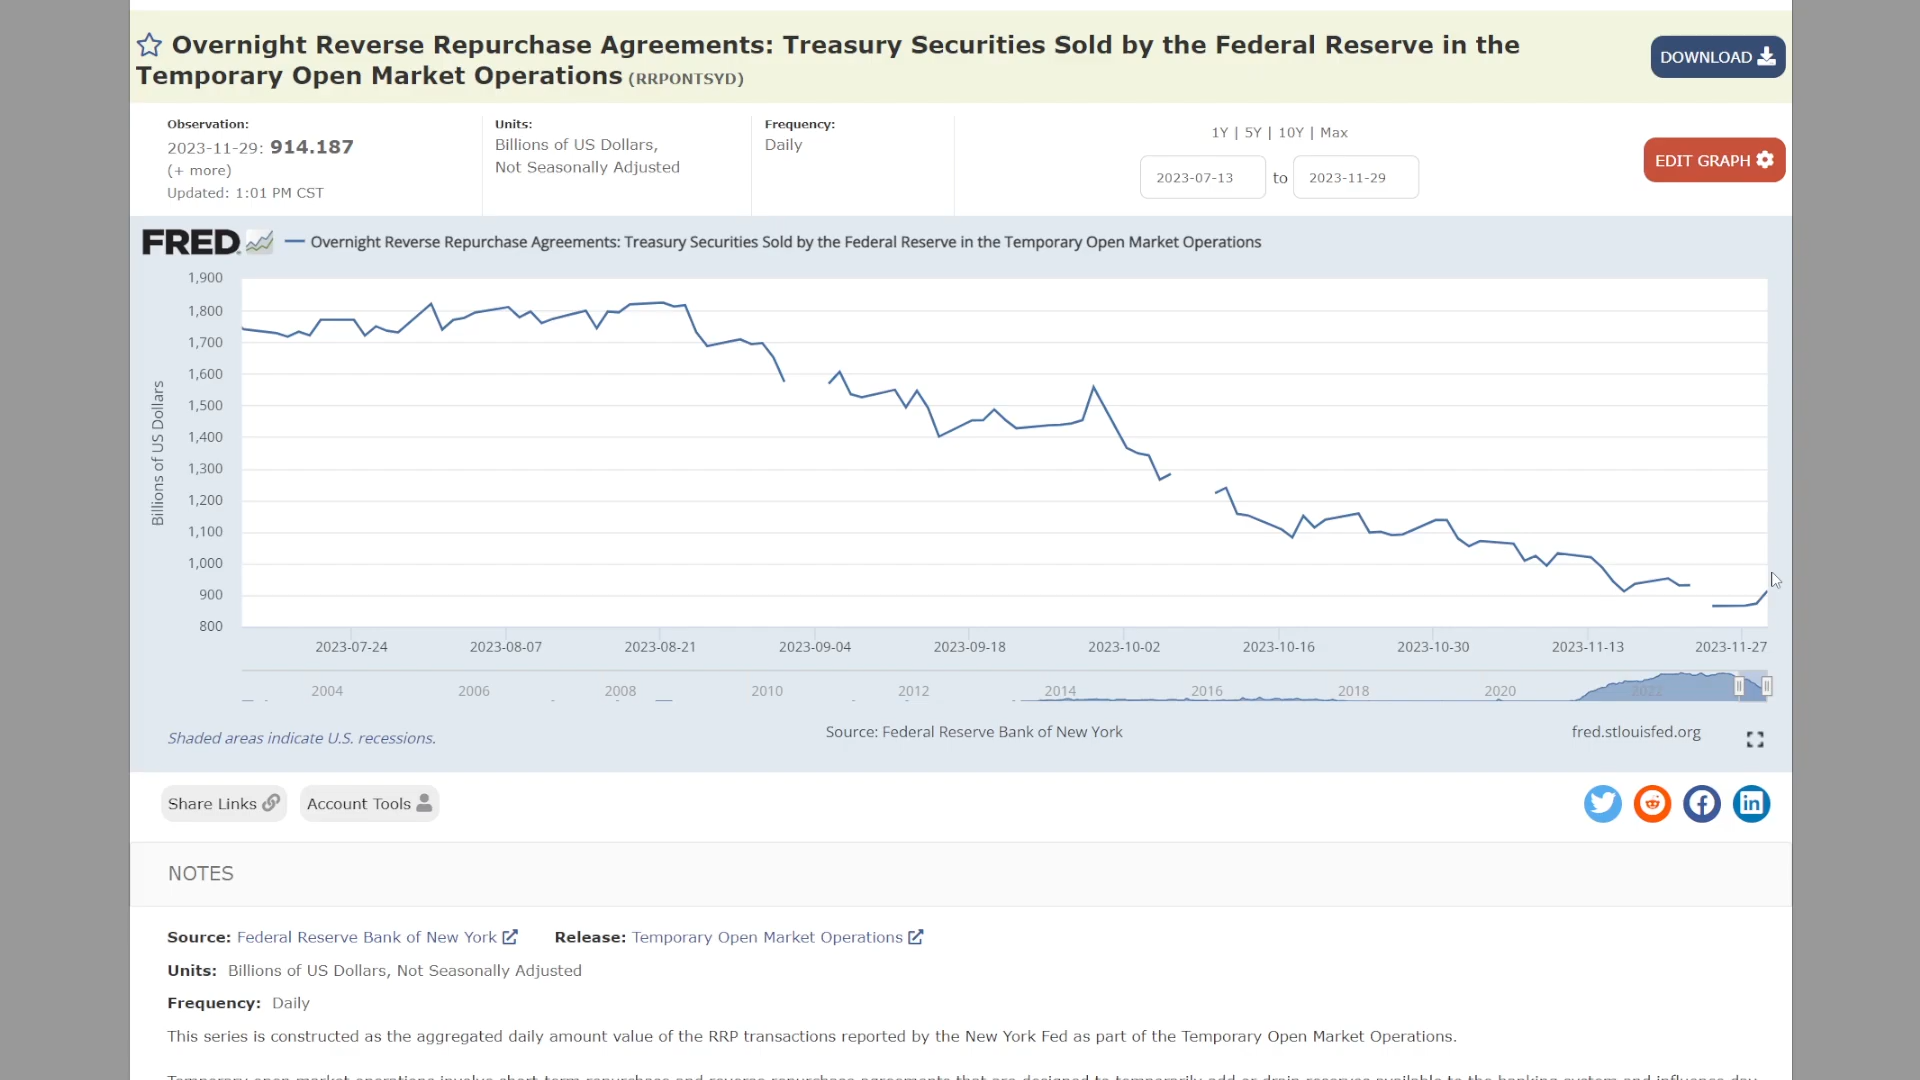 Overnight Reverse Repurchase Agreements: Treasury Securities Sold by the Federal Reserve in the
Temporary Open Market Operations (RRPONTSYD)
DOWNLOAD
Observation:
2023-11-29: 914.187
(+ more)
Updated: 1:01 PM CST
Units:
Billions of US Dollars,
Not Seasonally Adjusted
Frequency:
Daily
1Y | 5Y | 10Y | Max
2023-07-13 to 2023-11-29
EDIT GRAPH
FRED
Overnight Reverse Repurchase Agreements: Treasury Securities Sold by the Federal Reserve in the Temporary Open Market Operations
Billions of US Dollars
1,900
1,800
1,700
1,600
1,500
1,400
1,300
1,200
1,100
1,000
900
800
2023-07-24 2023-08-07 2023-08-21 2023-09-04 2023-09-18 2023-10-02 2023-10-16 2023-10-30 2023-11-13 2023-11-27
2004 2006 2008 2010 2012 2014 2016 2018 2020 2022
Shaded areas indicate U.S. recessions.
Source: Federal Reserve Bank of New York
fred.stlouisfed.org
Share Links
Account Tools
NOTES
Source: Federal Reserve Bank of New York Release: Temporary Open Market Operations
Units: Billions of US Dollars, Not Seasonally Adjusted
Frequency: Daily
This series is constructed as the aggregated daily amount value of the RRP transactions reported by the New York Fed as part of the Temporary Open Market Operations.